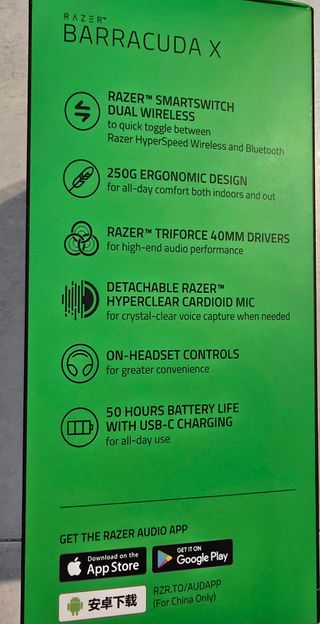 RAZER™
BARRACUDA X
RAZER™ SMARTSWITCH
DUAL WIRELESS
to quick toggle between
Razer HyperSpeed Wireless and Bluetooth
250G ERGONOMIC DESIGN
for all-day comfort both indoors and out
RAZER™ TRIFORCE 40MM DRIVERS
for high-end audio performance
DETACHABLE RAZER™
HYPERCLEAR CARDIOID MIC
for crystal-clear voice capture when needed
ON-HEADSET CONTROLS
for greater convenience
50 HOURS BATTERY LIFE
WITH USB-C CHARGING
for all-day use
GET THE RAZER AUDIO APP
Download on the
App Store
GET IT ON
Google Play
安卓下载
RZR.TO/AUDAPP
(For China Only)